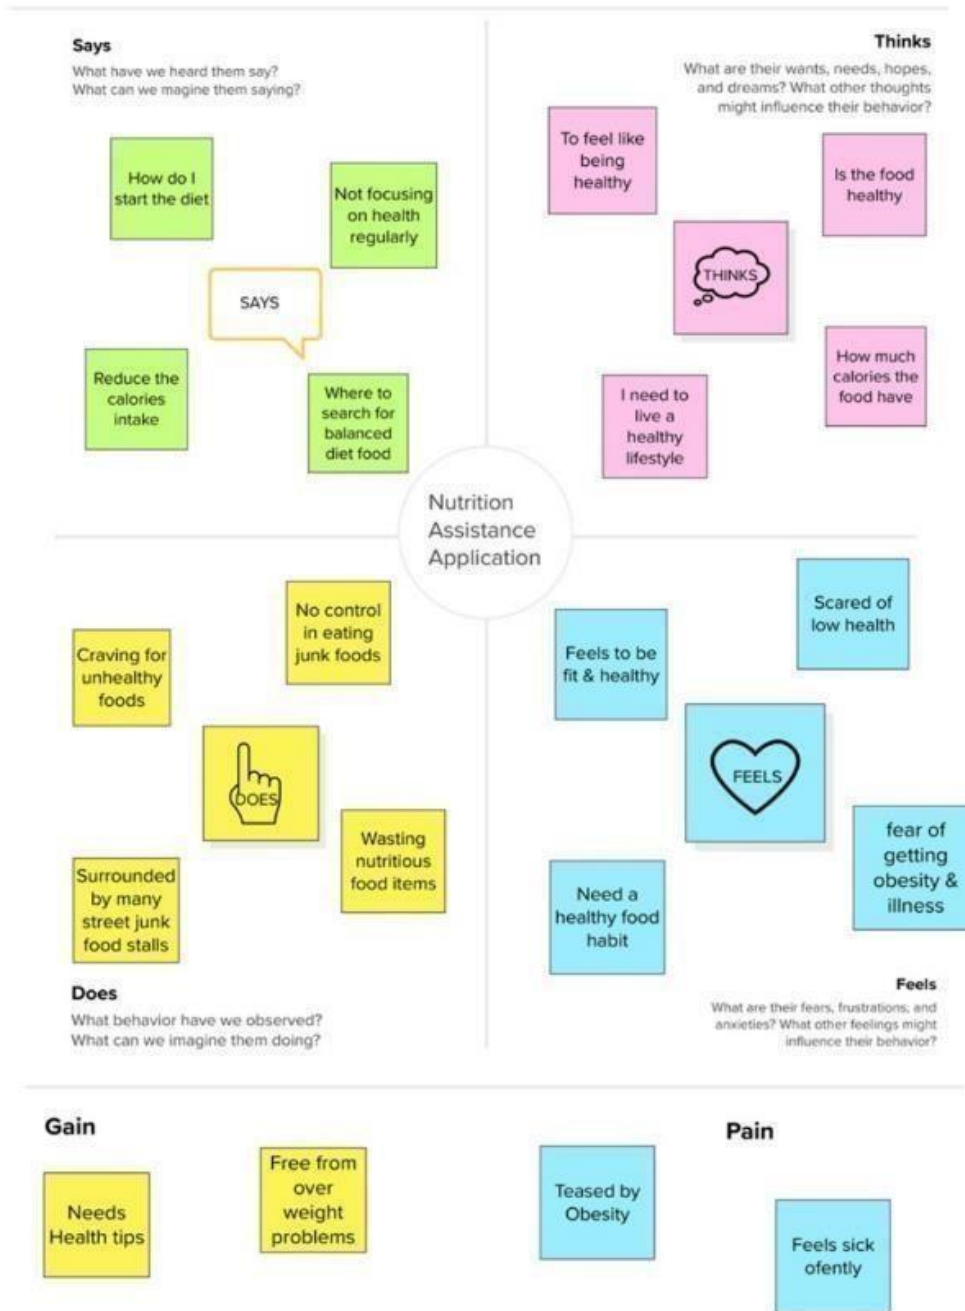 Says
What have we heard them say?
What can we magine them saying?
How do I
start the diet
Not focusing
on health
regularly
SAYS
Reduce the
calories
intake
Where to
search for
balanced
diet food
Thinks
What are their wants, needs, hopes,
and dreams? What other thoughts
might influence their behavior?
To feel like
being
healthy
Is the food
healthy
THINKS
How much
calories the
food have
I need to
live a
healthy
lifestyle
Nutrition
Assistance
Application
No control
in eating
junk foods
Craving for
unhealthy
foods
DOES
Wasting
nutritious
food items
Surrounded
by many
street junk
food stalls
Does
What behavior have we observed?
What can we imagine them doing?
Scared of
low health
Feels to be
fit & healthy
FEELS
fear of
getting
obesity &
illness
Need a
healthy food
habit
Feels
What are their fears, frustrations, and
anxieties? What other feelings might
influence their behavior?
Gain
Needs
Health tips
Free from
over
weight
problems
Pain
Teased by
Obesity
Feels sick
ofently